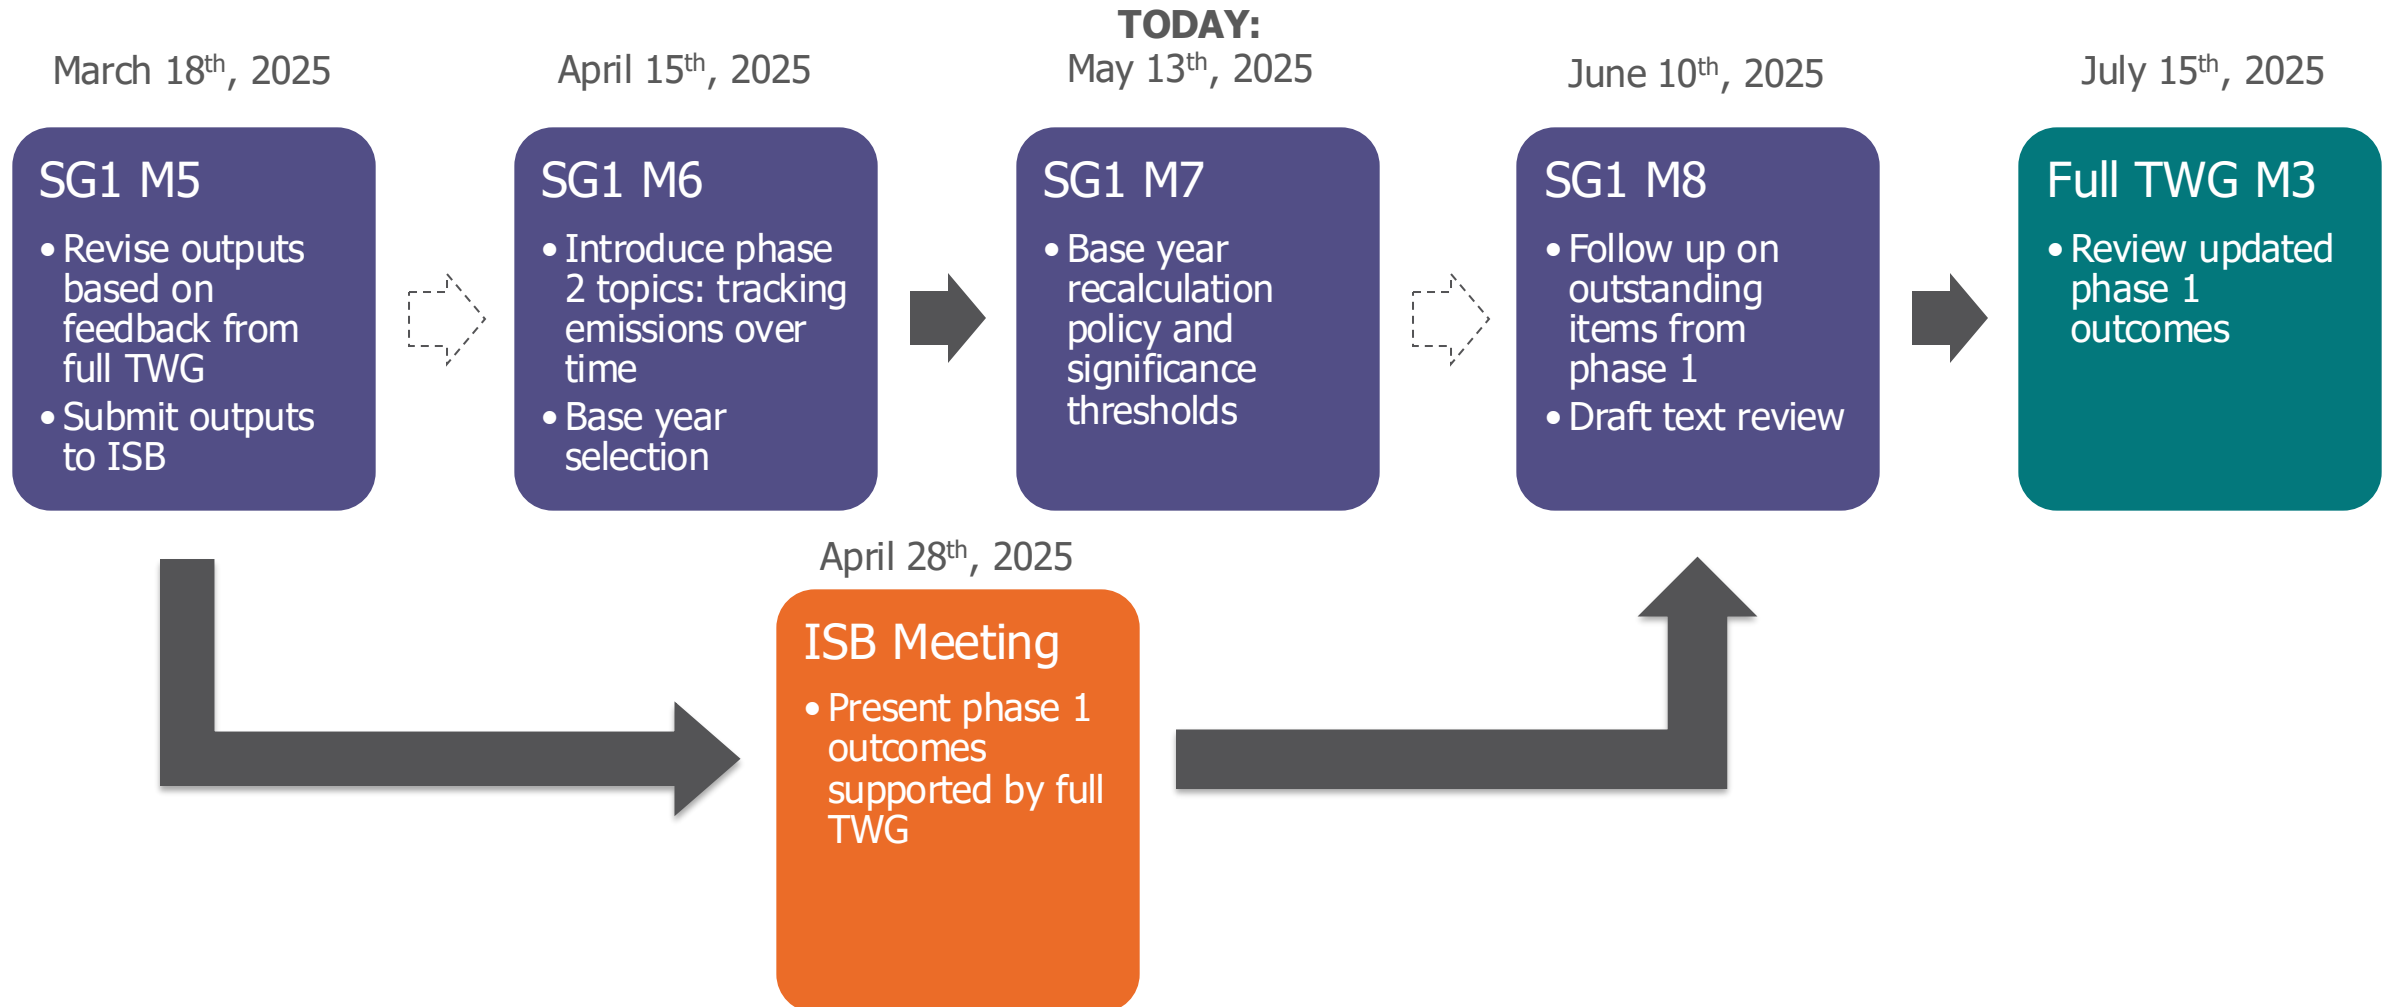 March 18th, 2025
SG1 M5
• Revise outputs
based on
feedback from
full TWG
• Submit outputs
to ISB
April 15th, 2025
SG1 M6
• Introduce phase
2 topics: tracking
emissions over
time
• Base year
selection
TODAY:
May 13th, 2025
SG1 M7
• Base year
recalculation
policy and
significance
thresholds
June 10th, 2025
SG1 M8
• Follow up on
outstanding
items from
phase 1
• Draft text review
July 15th, 2025
Full TWG M3
• Review updated
phase 1
outcomes
April 28th, 2025
ISB Meeting
• Present phase 1
outcomes
supported by full
TWG